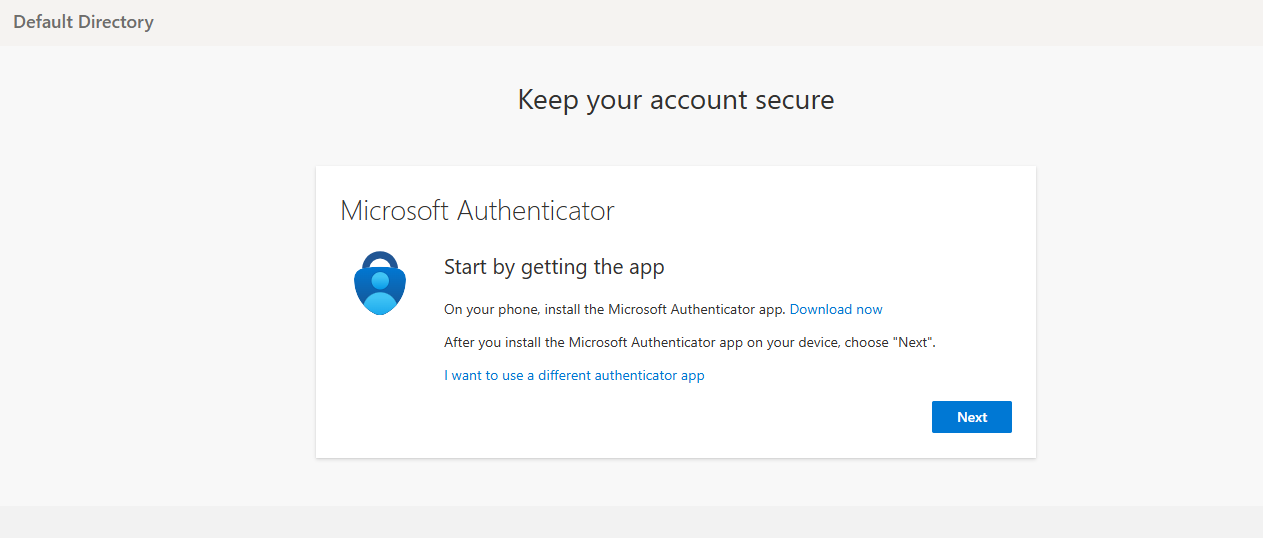 Default Directory
Keep your account secure
Microsoft Authenticator
Start by getting the app
On your phone, install the Microsoft Authenticator app. Download now
After you install the Microsoft Authenticator app on your device, choose "Next".
I want to use a different authenticator app
Next